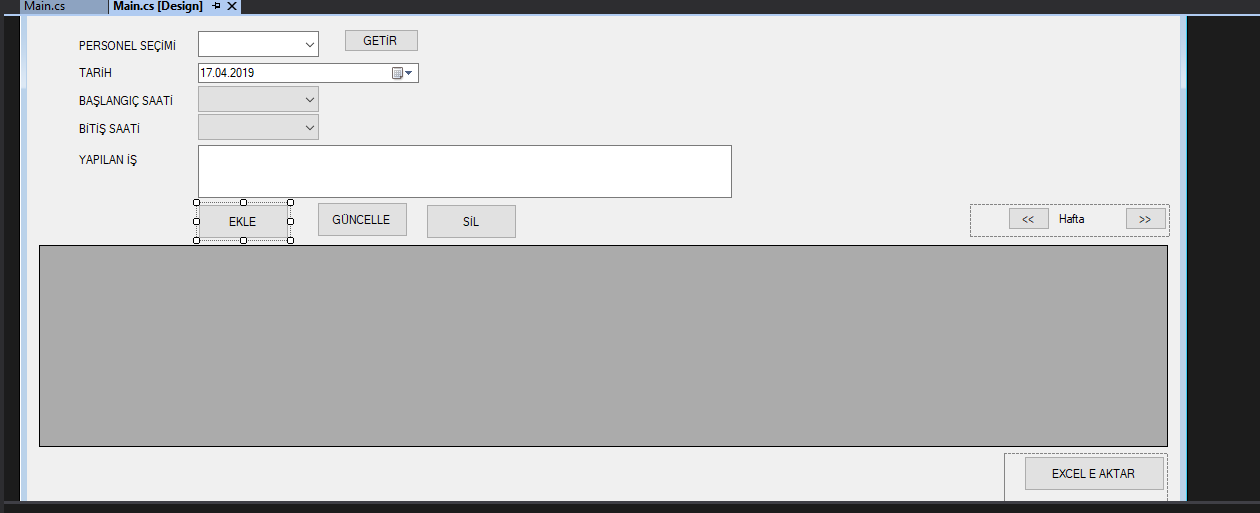 Main.cs Main.cs [Design]
PERSONEL SEÇİMİ GETİR
TARİH 17.04.2019
BAŞLANGIÇ SAATİ
BİTİŞ SAATİ
YAPILAN İŞ
EKLE GÜNCELLE SİL << Hafta >>
EXCEL E AKTAR